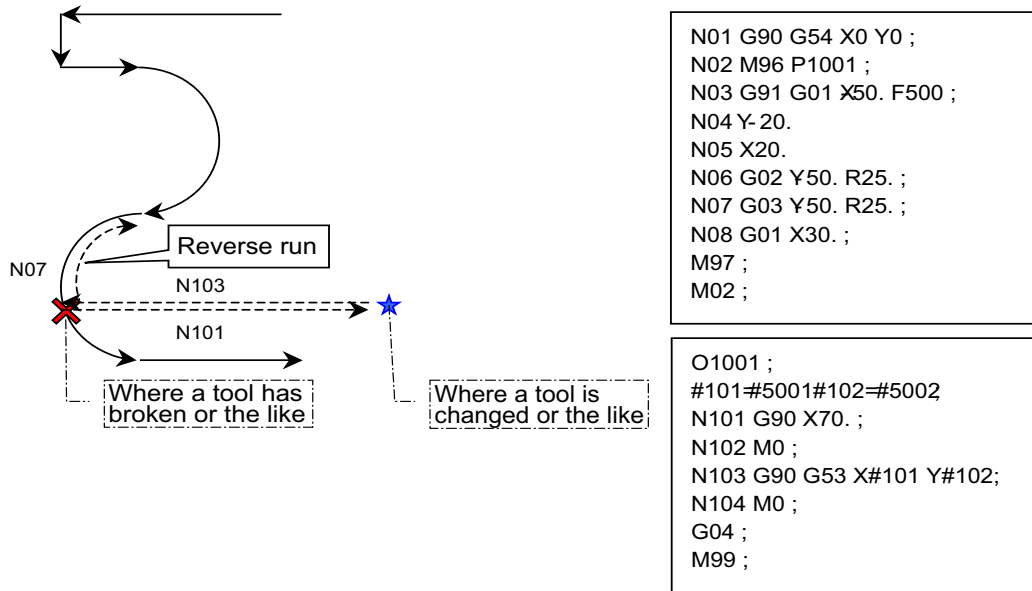 N07
Reverse run
N103
N101
Where a tool has
broken or the like
Where a tool is
changed or the like
N01 G90 G54 X0 Y0 ;
N02 M96 P1001 ;
N03 G91 G01 X-50. F500 ;
N04 Y- 20.
N05 X20.
N06 G02 Y-50. R25. ;
N07 G03 Y-50. R25. ;
N08 G01 X30. ;
M97 ;
M02 ;
O1001 ;
#101=#5001#102=#5002;
N101 G90 X70. ;
N102 M0 ;
N103 G90 G53 X#101 Y#102;
N104 M0 ;
G04 ;
M99 ;